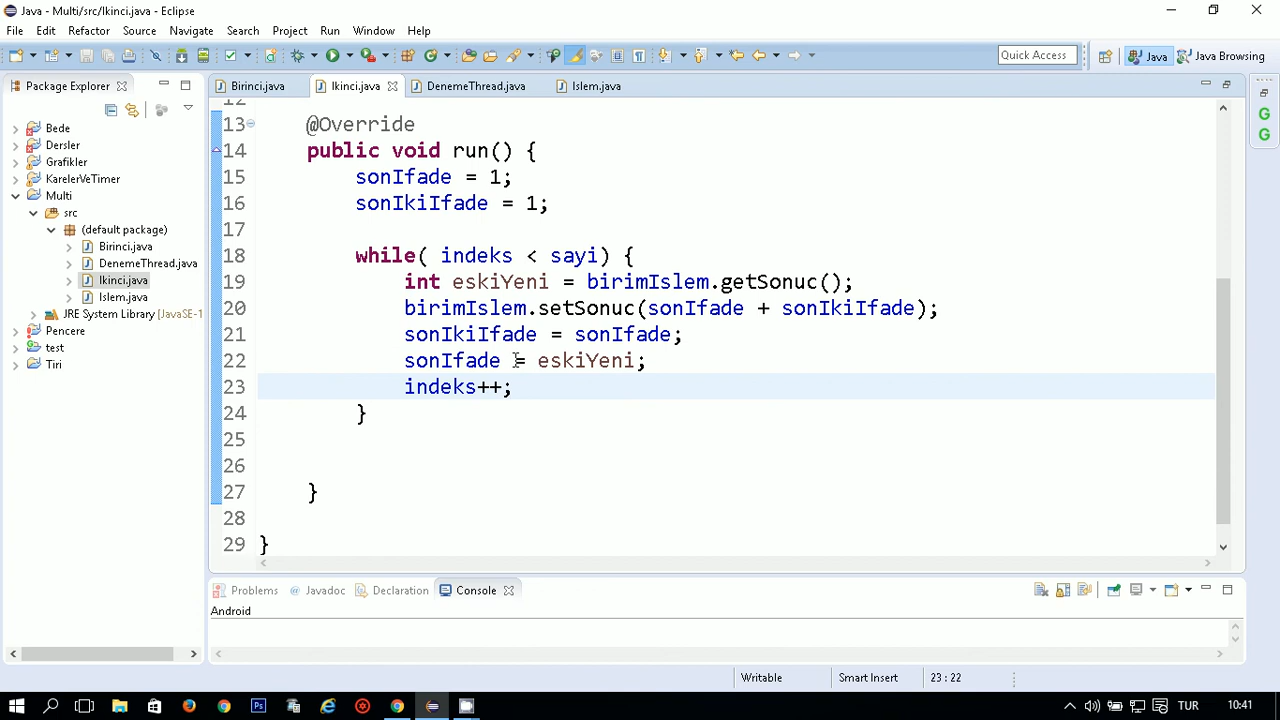 Java - Multi/src/Ikinci.java - Eclipse
File Edit Refactor Source Navigate Search Project Run Window Help
Quick Access Java Java Browsing
Package Explorer
Birinci.java Ikinci.java DenemeThread.java Islem.java
Bede
Dersler
Grafikler
KarelerVeTimer
Multi
src
(default package)
Birinci.java
DenemeThread.java
Ikinci.java
Islem.java
JRE System Library [JavaSE-1
Pencere
test
Tiri
12
13 @Override
14 public void run() {
15 sonIfade = 1;
16 sonIkiIfade = 1;
17
18 while( indeks < sayi) {
19 int eskiYeni = birimIslem.getSonuc();
20 birimIslem.setSonuc(sonIfade + sonIkiIfade);
21 sonIkiIfade = sonIfade;
22 sonIfade = eskiYeni;
23 indeks++;
24 }
25
26
27 }
28
29 }
Problems @ Javadoc Declaration Console
Android
Writable Smart Insert 23 : 22
TUR 10:41